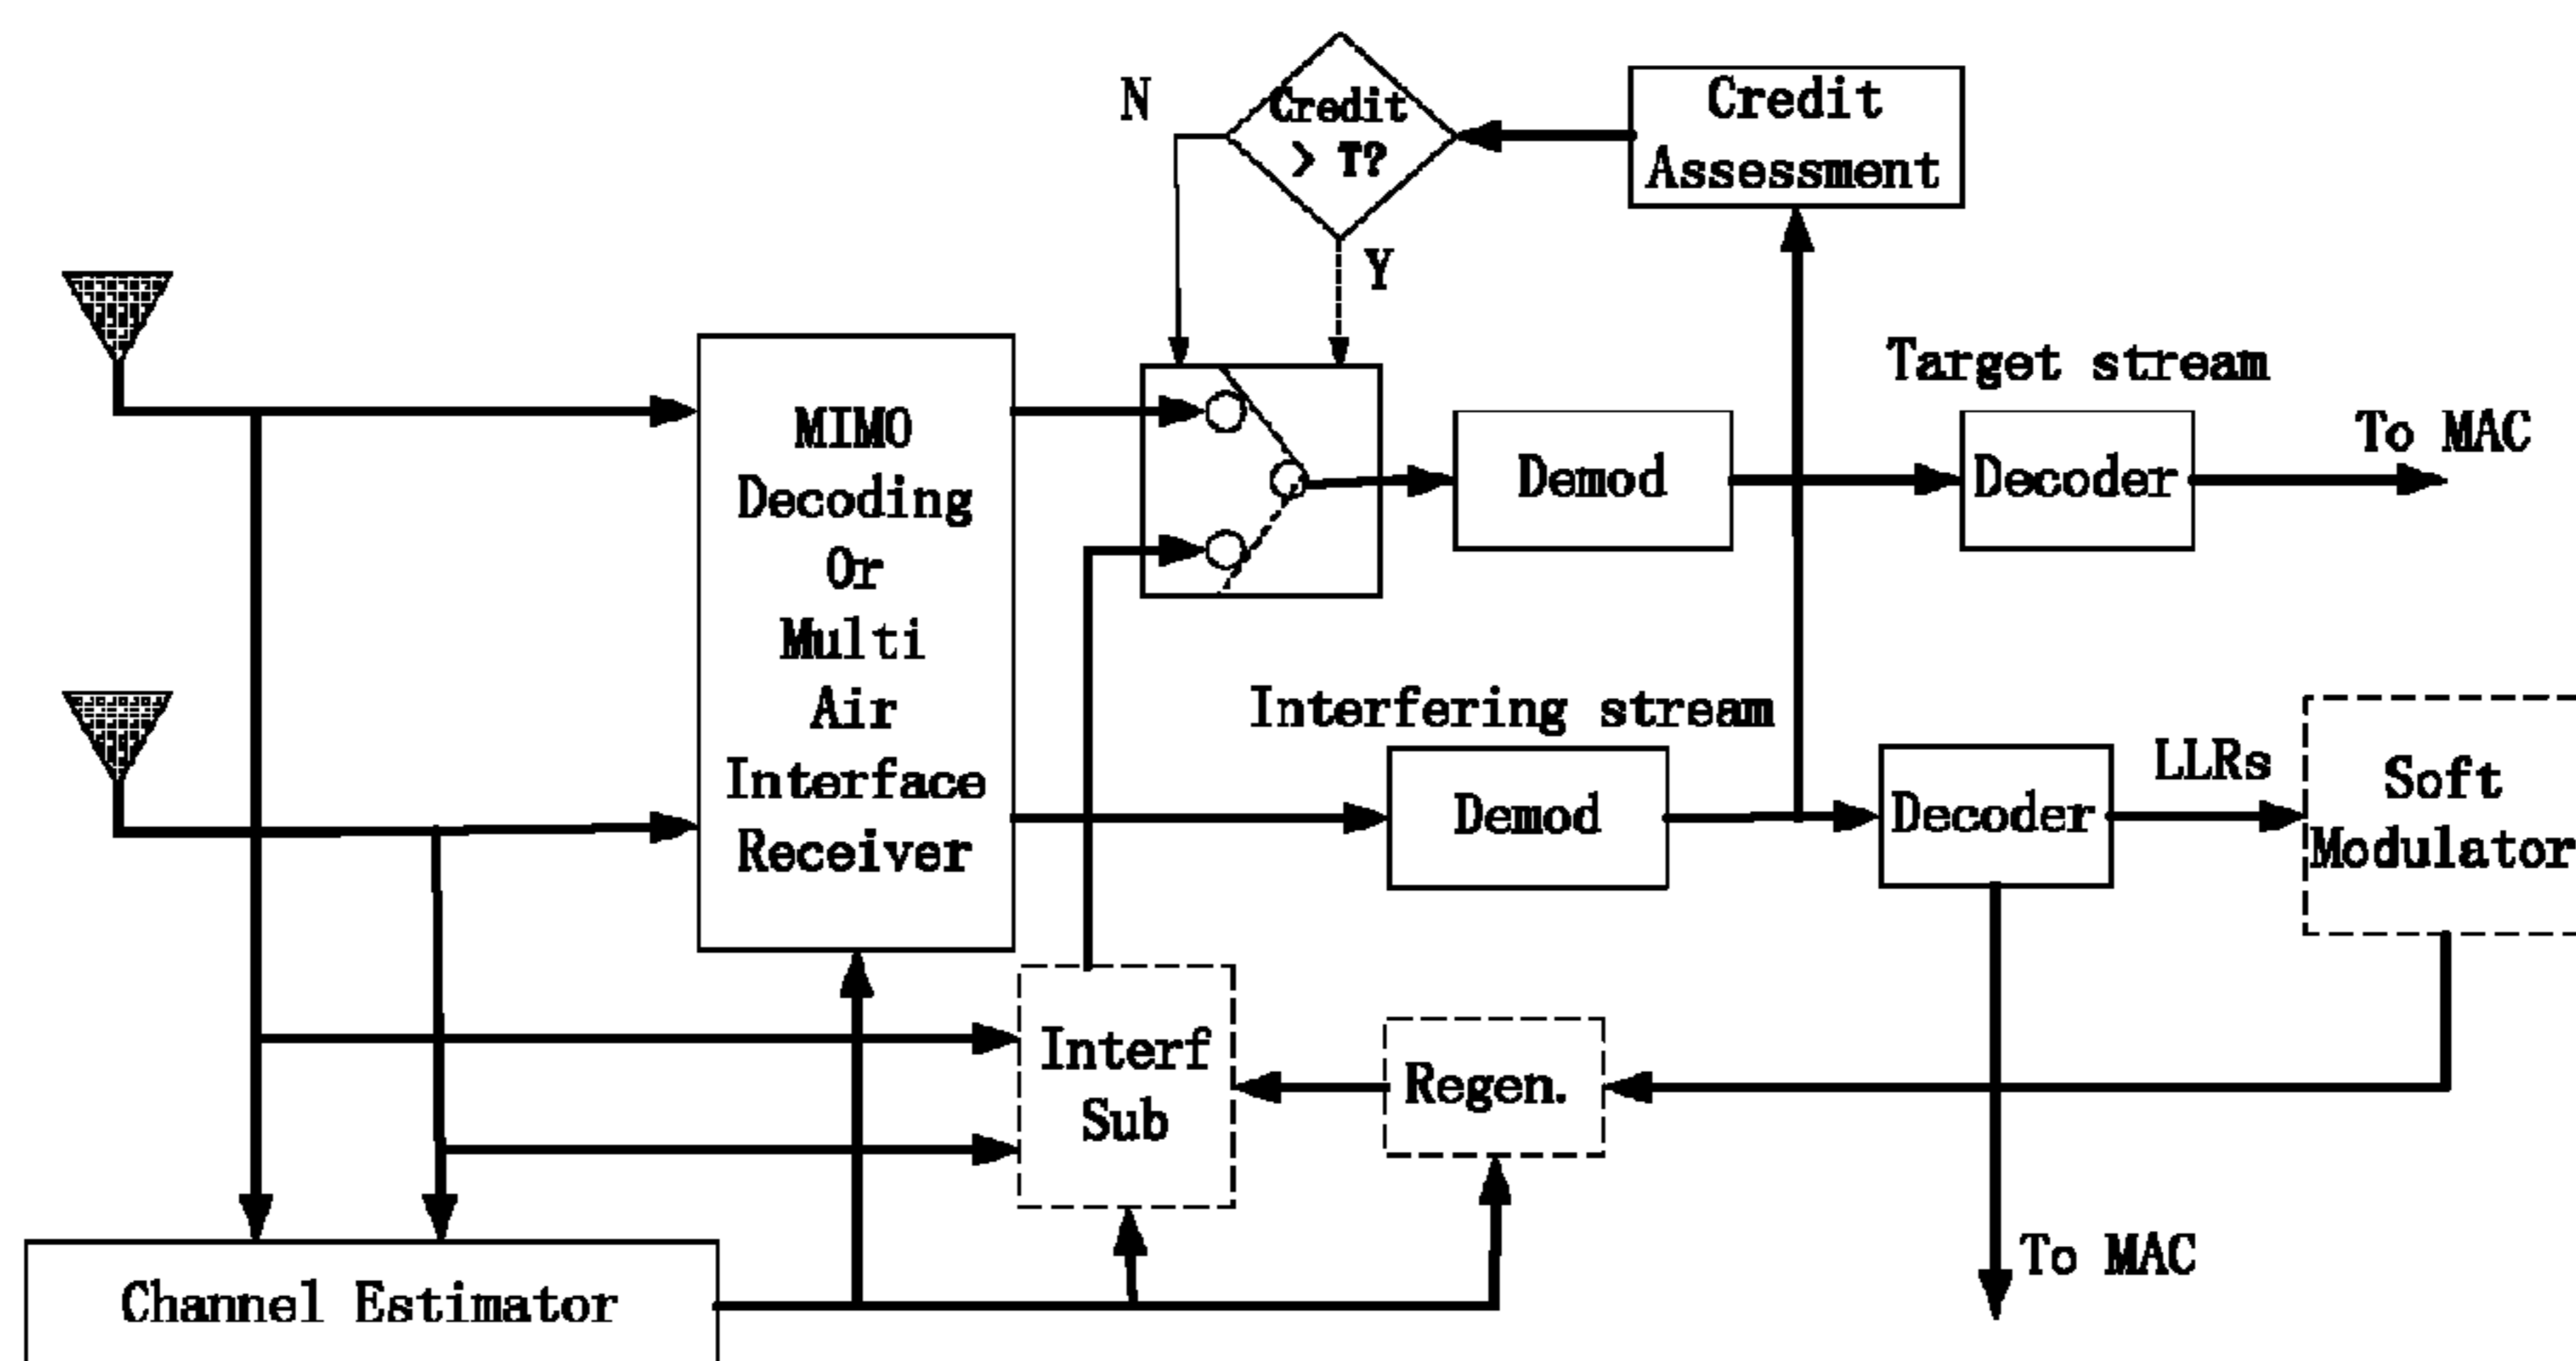 N
Credit
> T?
Credit
Assessment
Y
Target stream
To MAC
MIMO
Decoding
Or
Multi
Air
Interface
Receiver
Demod
Decoder
Interfering stream
Demod
Decoder
LLRs
Soft
Modulator
Interf
Sub
Regen.
To MAC
Channel Estimator